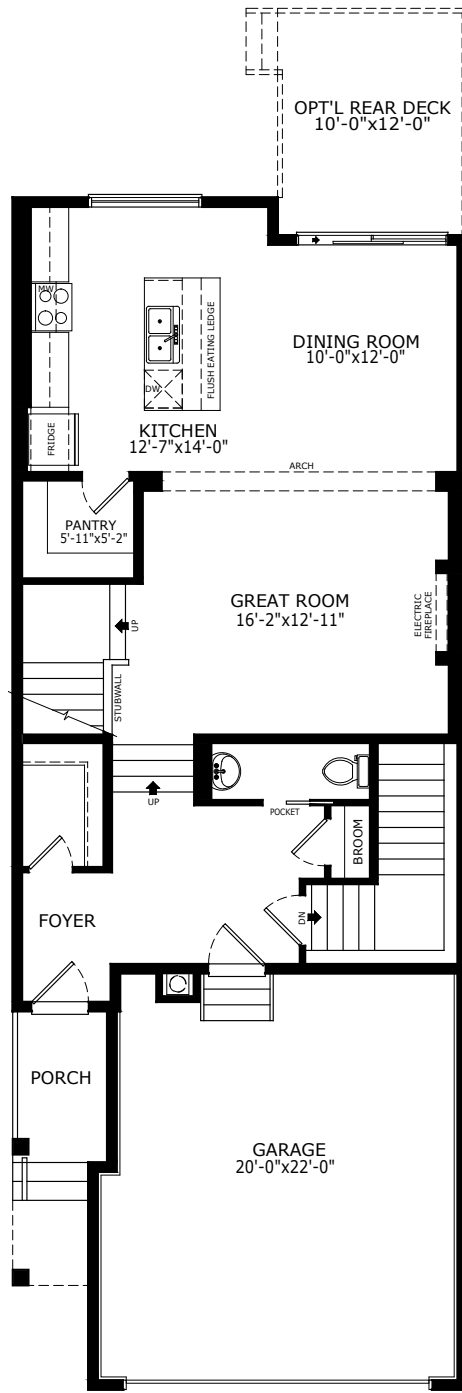 OPT'L REAR DECK
10'-0"x12'-0"
MW
FLUSH EATING LEDGE
DINING ROOM
10'-0"x12'-0"
DW
FRIDGE
KITCHEN
12'-7"x14'-0"
ARCH
PANTRY
5'-11"x5'-2"
GREAT ROOM
16'-2"x12'-11"
ELECTRIC
FIREPLACE
UP
STUBWALL
UP
POCKET
BROOM
FOYER
DN
PORCH
GARAGE
20'-0"x22'-0"